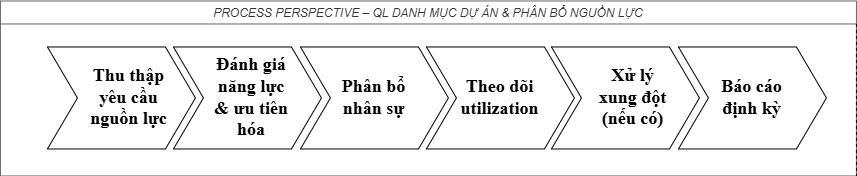 PROCESS PERSPECTIVE – QL DANH MỤC DỰ ÁN & PHÂN BỔ NGUỒN LỰC
Thu thập
yêu cầu
nguồn lực
Đánh giá
năng lực
& ưu tiên
hóa
Phân bổ
nhân sự
Theo dõi
utilization
Xử lý
xung đột
(nếu có)
Báo cáo
định kỳ